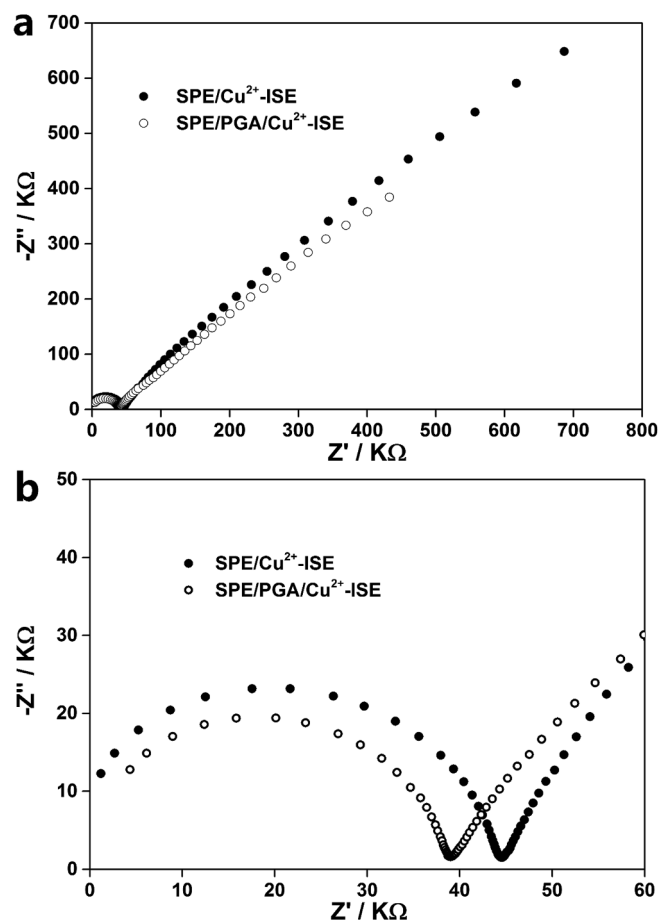 a
700
600
500
400
300
200
100
0
-Z" / KΩ
SPE/Cu²⁺-ISE
SPE/PGA/Cu²⁺-ISE
0 100 200 300 400 500 600 700 800
Z' / KΩ
b
50
40
30
20
10
0
-Z" / KΩ
SPE/Cu²⁺-ISE
SPE/PGA/Cu²⁺-ISE
0 10 20 30 40 50 60
Z' / KΩ